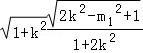 √(1+k²) √(2k²−m₁²+1) / (1+2k²)